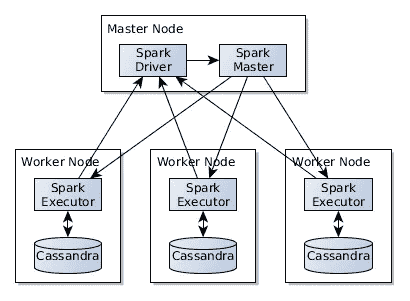 Master Node
Spark
Driver
Spark
Master
Worker Node
Spark
Executor
Cassandra
Worker Node
Spark
Executor
Cassandra
Worker Node
Spark
Executor
Cassandra